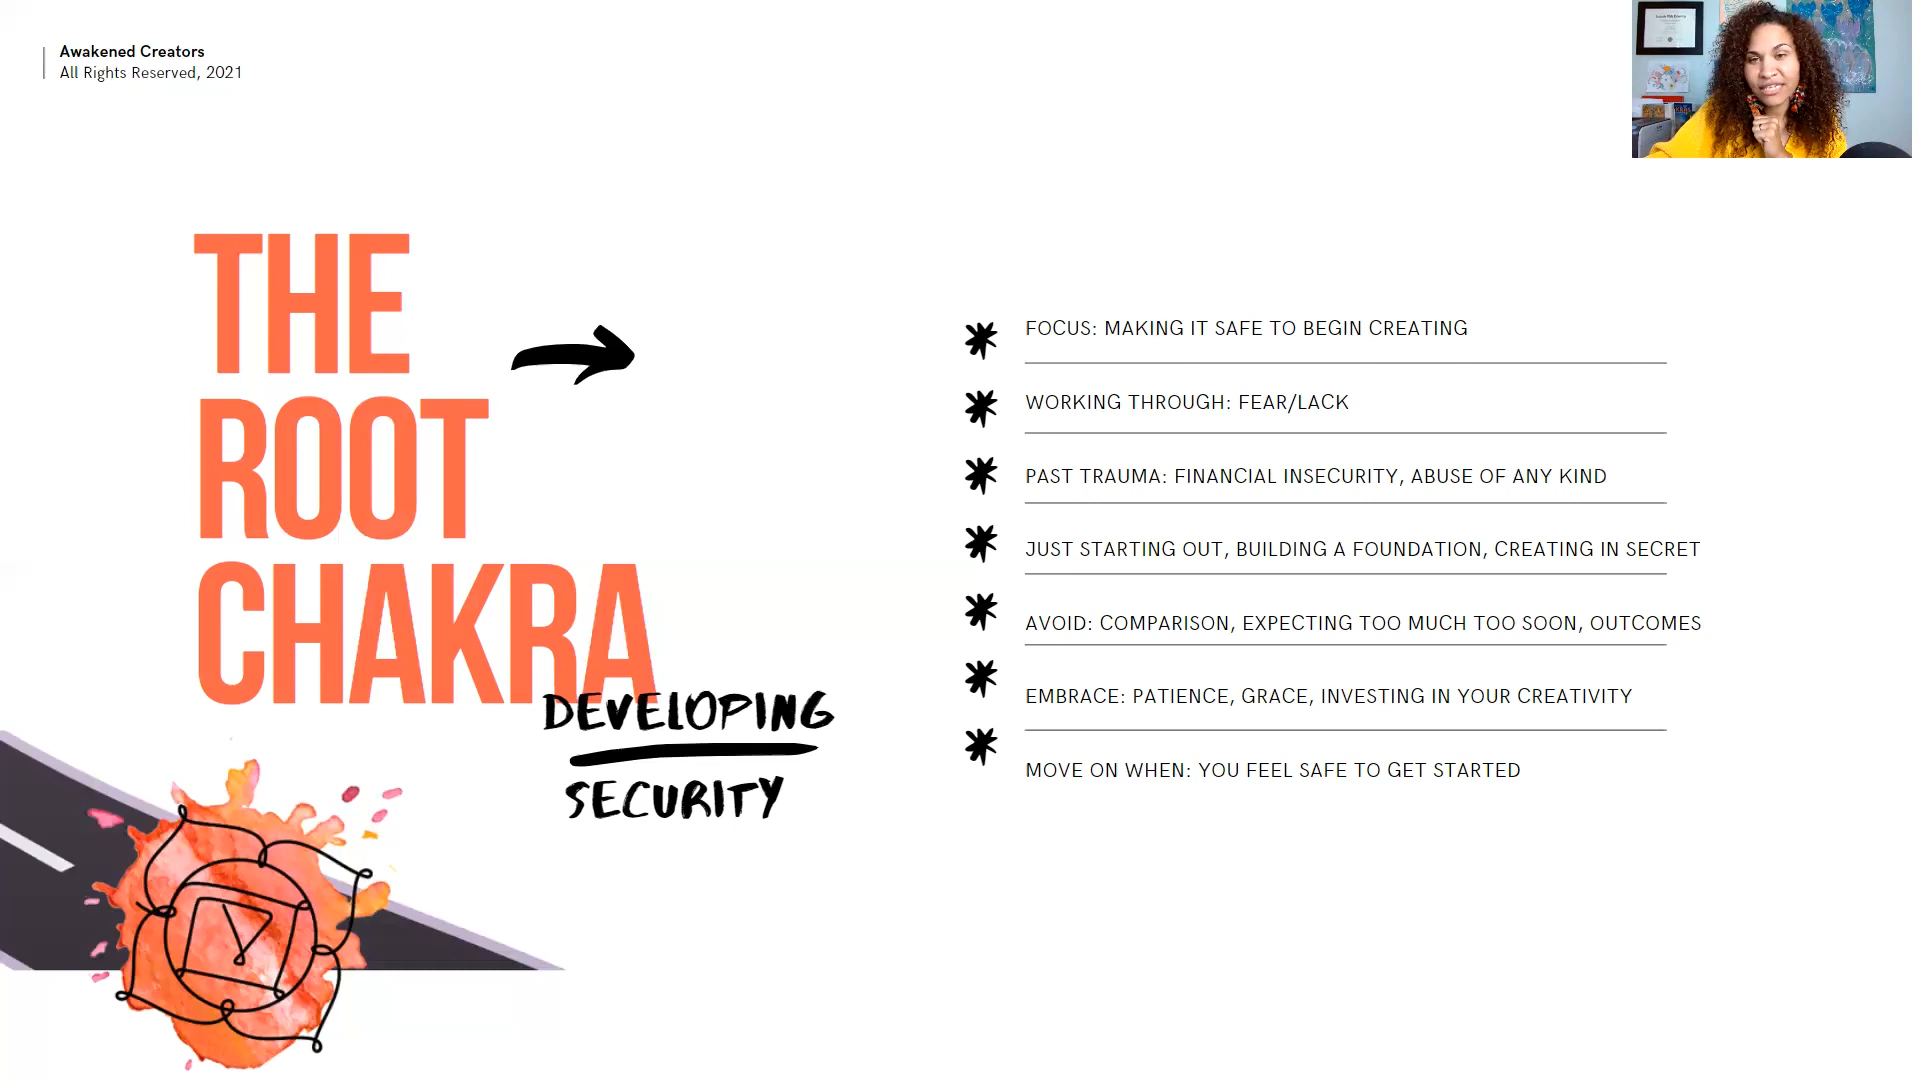 Awakened Creators
All Rights Reserved, 2021
THE
ROOT
CHAKRA
DEVELOPING
SECURITY
FOCUS: MAKING IT SAFE TO BEGIN CREATING
WORKING THROUGH: FEAR/LACK
PAST TRAUMA: FINANCIAL INSECURITY, ABUSE OF ANY KIND
JUST STARTING OUT, BUILDING A FOUNDATION, CREATING IN SECRET
AVOID: COMPARISON, EXPECTING TOO MUCH TOO SOON, OUTCOMES
EMBRACE: PATIENCE, GRACE, INVESTING IN YOUR CREATIVITY
MOVE ON WHEN: YOU FEEL SAFE TO GET STARTED